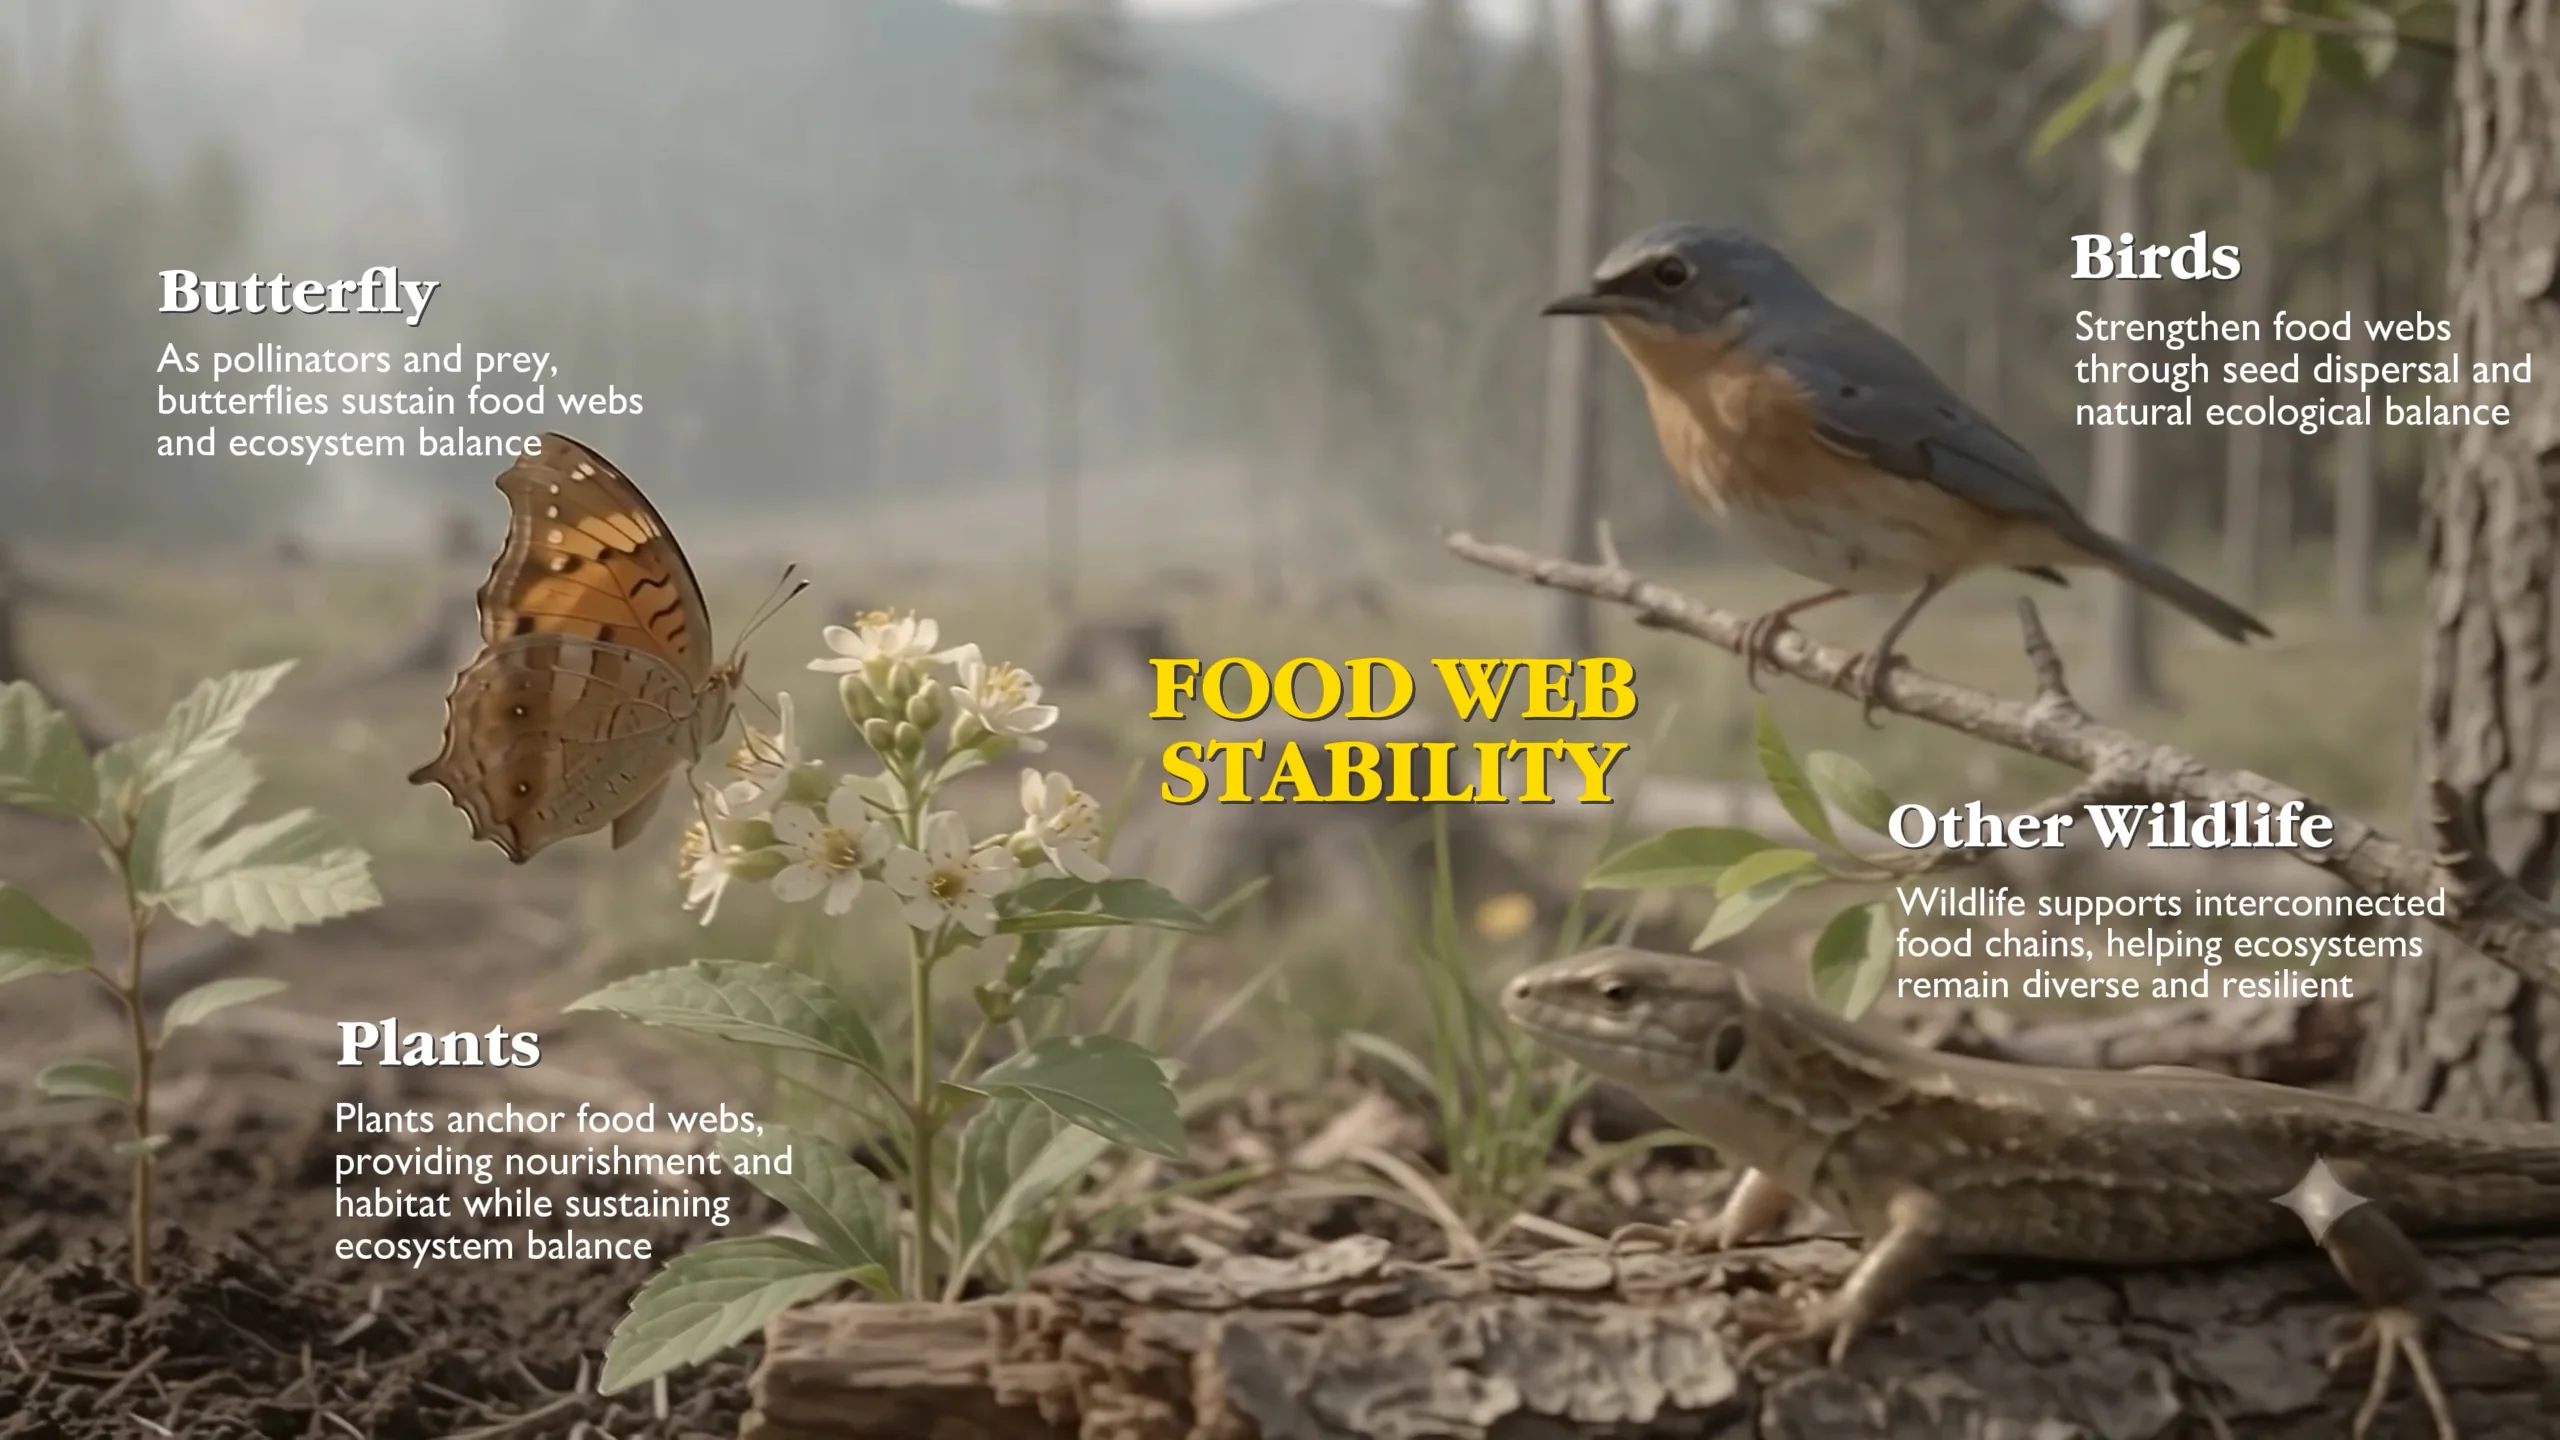 Butterfly
As pollinators and prey,
butterflies sustain food webs
and ecosystem balance
Birds
Strengthen food webs
through seed dispersal and
natural ecological balance
FOOD WEB
STABILITY
Other Wildlife
Wildlife supports interconnected
food chains, helping ecosystems
remain diverse and resilient
Plants
Plants anchor food webs,
providing nourishment and
habitat while sustaining
ecosystem balance